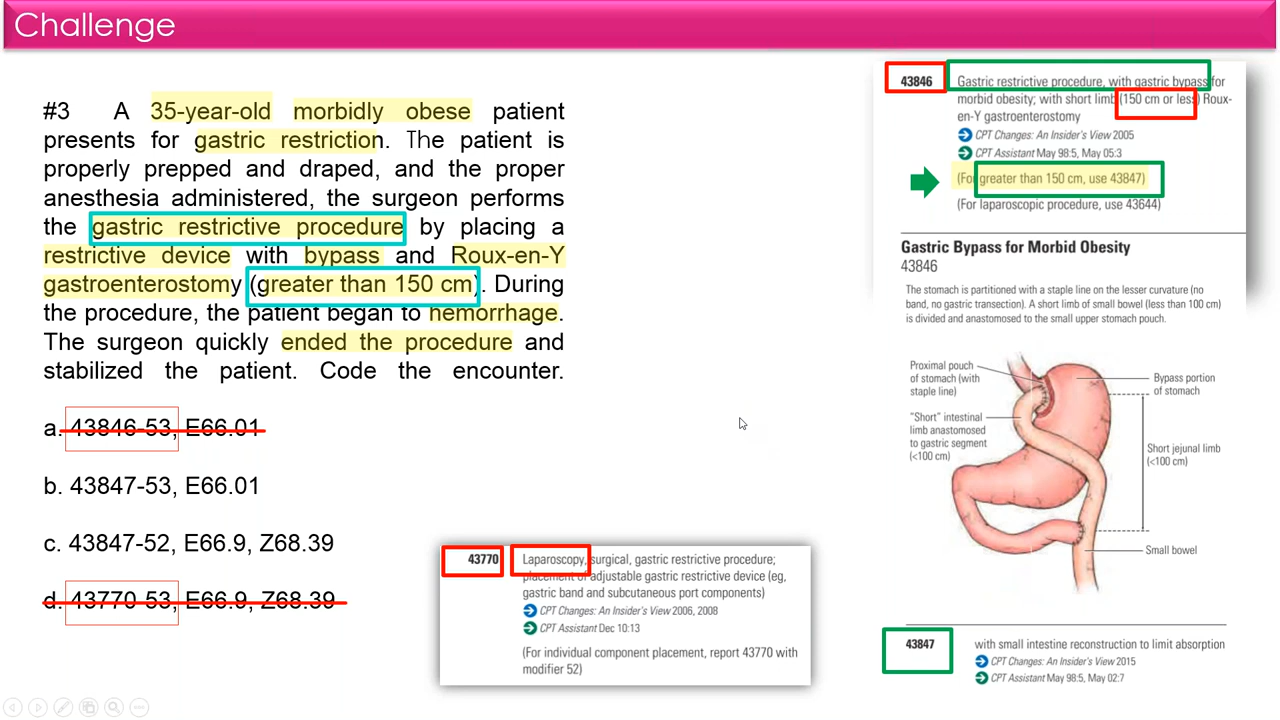 Challenge
#3 A 35-year-old morbidly obese patient
presents for gastric restriction. The patient is
properly prepped and draped, and the proper
anesthesia administered, the surgeon performs
the gastric restrictive procedure by placing a
restrictive device with bypass and Roux-en-Y
gastroenterostomy (greater than 150 cm). During
the procedure, the patient began to hemorrhage.
The surgeon quickly ended the procedure and
stabilized the patient. Code the encounter.
a. 43846-53, E66.01
b. 43847-53, E66.01
c. 43847-52, E66.9, Z68.39
d. 43770-53, E66.9, Z68.39
43770 Laparoscopy, surgical, gastric restrictive procedure;
placement of adjustable gastric restrictive device (eg,
gastric band and subcutaneous port components)
CPT Changes: An Insider's View 2006, 2008
CPT Assistant Dec 10:13
(For individual component placement, report 43770 with
modifier 52)
43846 Gastric restrictive procedure, with gastric bypass for
morbid obesity; with short limb (150 cm or less) Roux-
en-Y gastroenterostomy
CPT Changes: An Insider's View 2005
CPT Assistant May 98:5, May 05:3
(For greater than 150 cm, use 43847)
(For laparoscopic procedure, use 43644)
Gastric Bypass for Morbid Obesity
43846
The stomach is partitioned with a staple line on the lesser curvature (no
band, no gastric transection). A short limb of small bowel (less than 100 cm)
is divided and anastomosed to the small upper stomach pouch.
Proximal pouch
of stomach (with
staple line)
"Short" intestinal
limb anastomosed
to gastric segment
(<100 cm)
Bypass portion
of stomach
Short jejunal limb
(<100 cm)
Small bowel
43847 with small intestine reconstruction to limit absorption
CPT Changes: An Insider's View 2015
CPT Assistant May 98:5, May 02:7